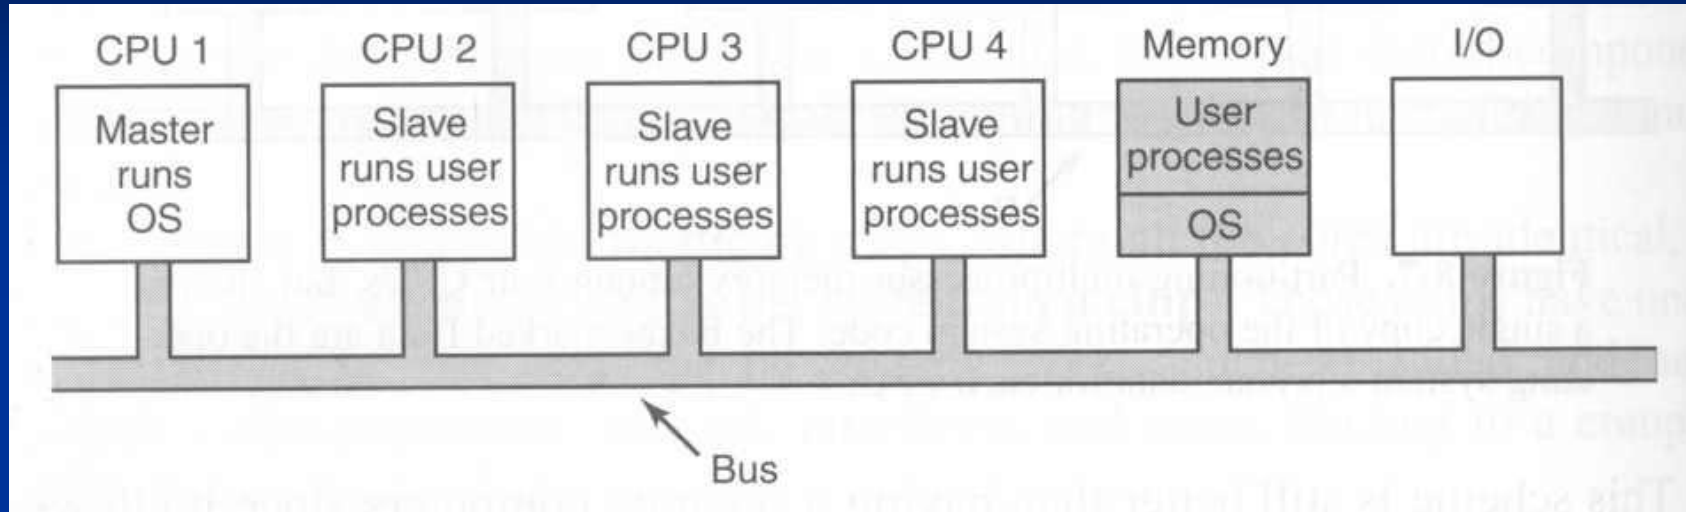 CPU 1
CPU 2
CPU 3
CPU 4
Memory
I/O
Master
runs
OS
Slave
runs user
processes
Slave
runs user
processes
Slave
runs user
processes
User
processes
OS
Bus